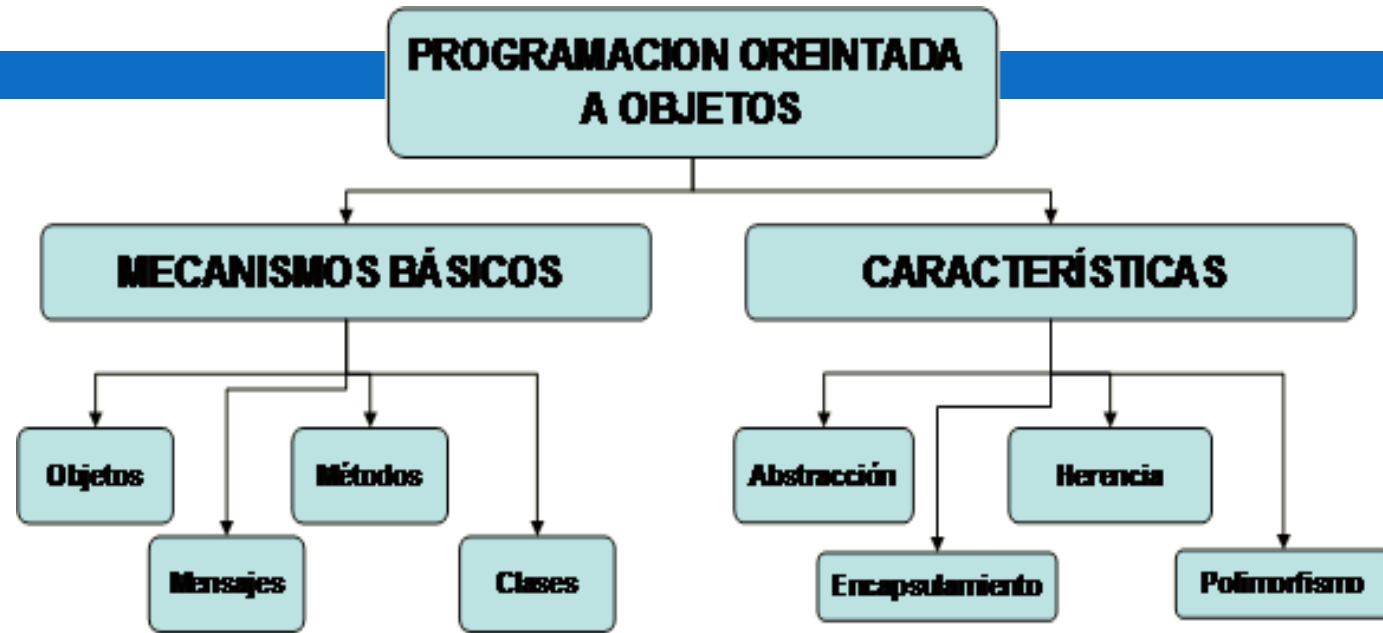 PROGRAMACION OREINTADA
A OBJETOS
MECANISMOS BÁSICOS
CARACTERÍSTICAS
Objetos
Métodos
Abstracción
Herencia
Mensajes
Clases
Encapsulamiento
Polimorfismo